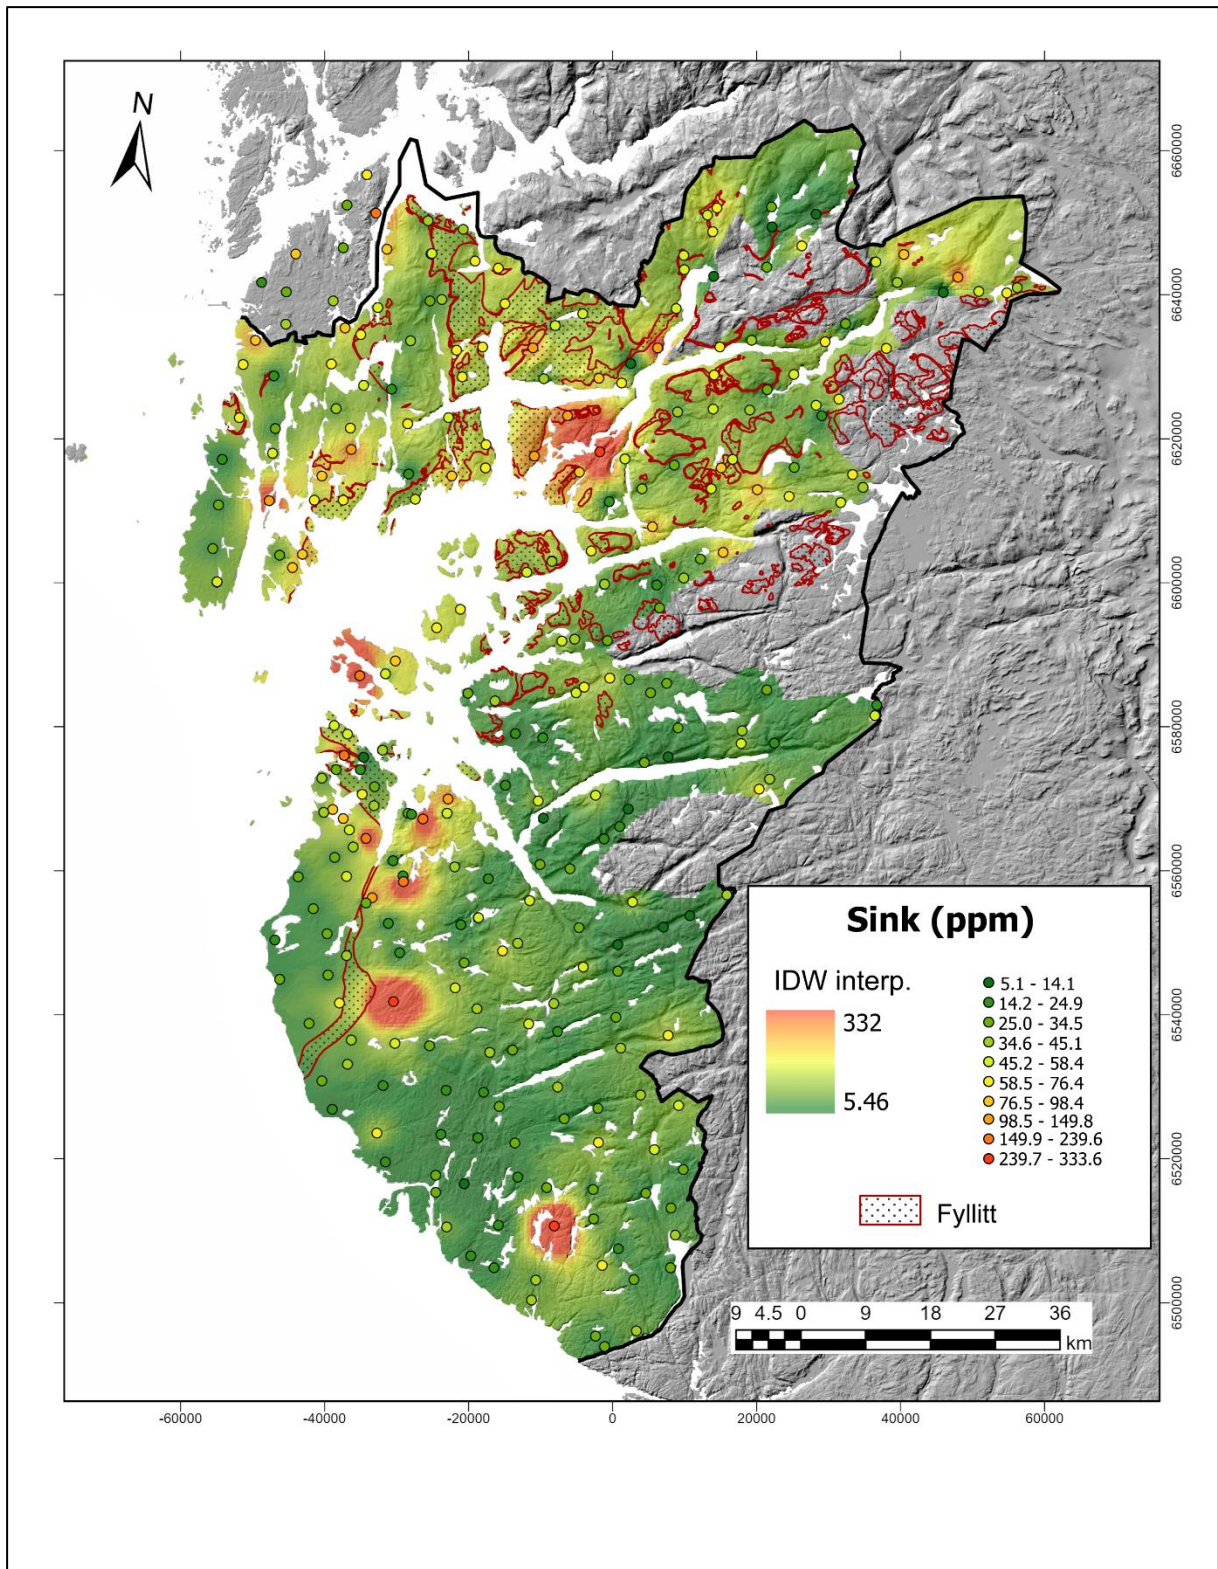 N
6660000
6640000
6620000
6600000
6580000
6560000
6540000
6520000
6500000
Sink (ppm)
IDW interp.
332
5.46
5.1 - 14.1
14.2 - 24.9
25.0 - 34.5
34.6 - 45.1
45.2 - 58.4
58.5 - 76.4
76.5 - 98.4
98.5 - 149.8
149.9 - 239.6
239.7 - 333.6
Fyllitt
9 4.5 0 9 18 27 36
km
-60000 -40000 -20000 0 20000 40000 60000